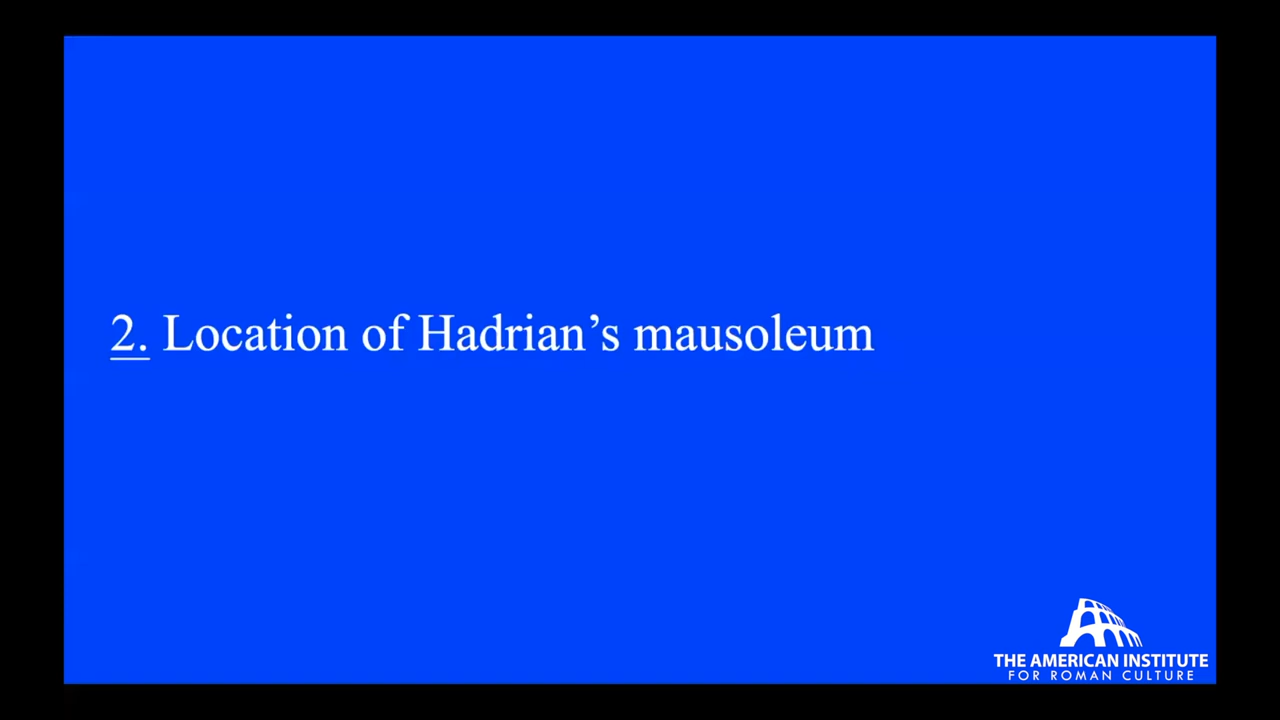 2. Location of Hadrian’s mausoleum
THE AMERICAN INSTITUTE
FOR ROMAN CULTURE